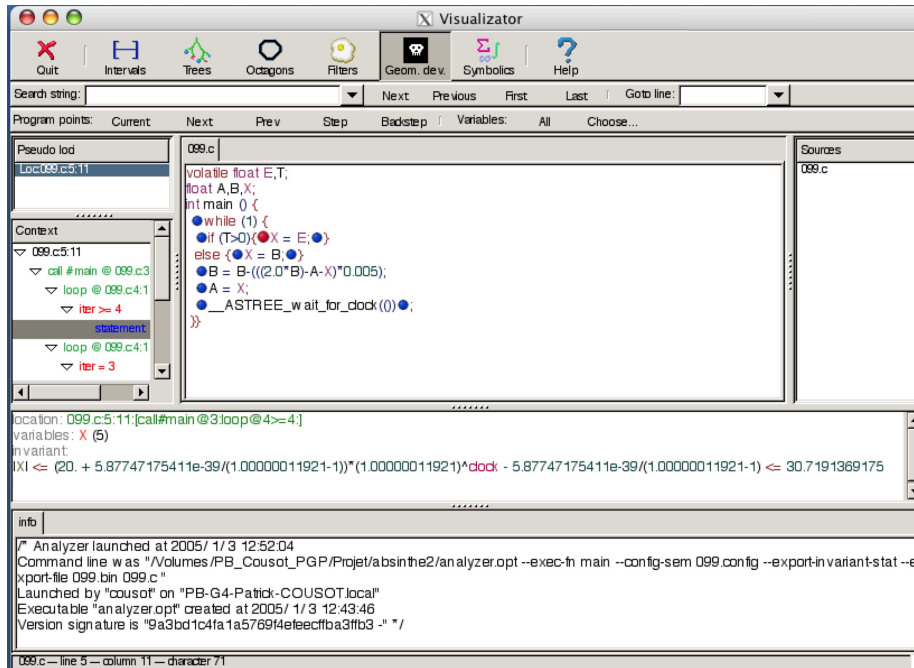 X Visualizator
Quit Intervals Trees Octagons Filters Geom. dev. Symbolics Help
Search string: Next Previous First Last Goto line:
Program points: Current Next Prev Step Backstep Variables: All Choose...
Pseudo loci
Loc:099.c:5:11
Context
099.c:5:11
call #main @ 099.c:3
loop @ 099.c:4:1
iter >= 4
statement
loop @ 099.c:4:1
iter = 3
099.c
volatile float E,T;
float A,B,X;
int main () {
while (1) {
if (T>0){X = E;}
else {X = B;}
B = B-(((2.0*B)-A-X)*0.005);
A = X;
__ASTREE_wait_for_clock(());
}}
Sources
099.c
location: 099.c:5:11:[call#main@3:loop@4>=4:]
variables: X (5)
invariant:
|X| <= (20. + 5.87747175411e-39/(1.00000011921-1))*(1.00000011921)^clock - 5.87747175411e-39/(1.00000011921-1) <= 30.7191369175
info
/* Analyzer launched at 2005/ 1/ 3 12:52:04
Command line was "/Volumes/PB_Cousot_PGP/Projet/absinthe2/analyzer.opt --exec-fn main --config-sem 099.config --export-invariant-stat --e
xport-file 099.bin 099.c "
Launched by "cousot" on "PB-G4-Patrick-COUSOT.local"
Executable "analyzer.opt" created at 2005/ 1/ 3 12:43:46
Version signature is "9a3bd1c4fa1a5769f4efeecffba3ffb3 -" */
099.c — line 5 — column 11 — character 71